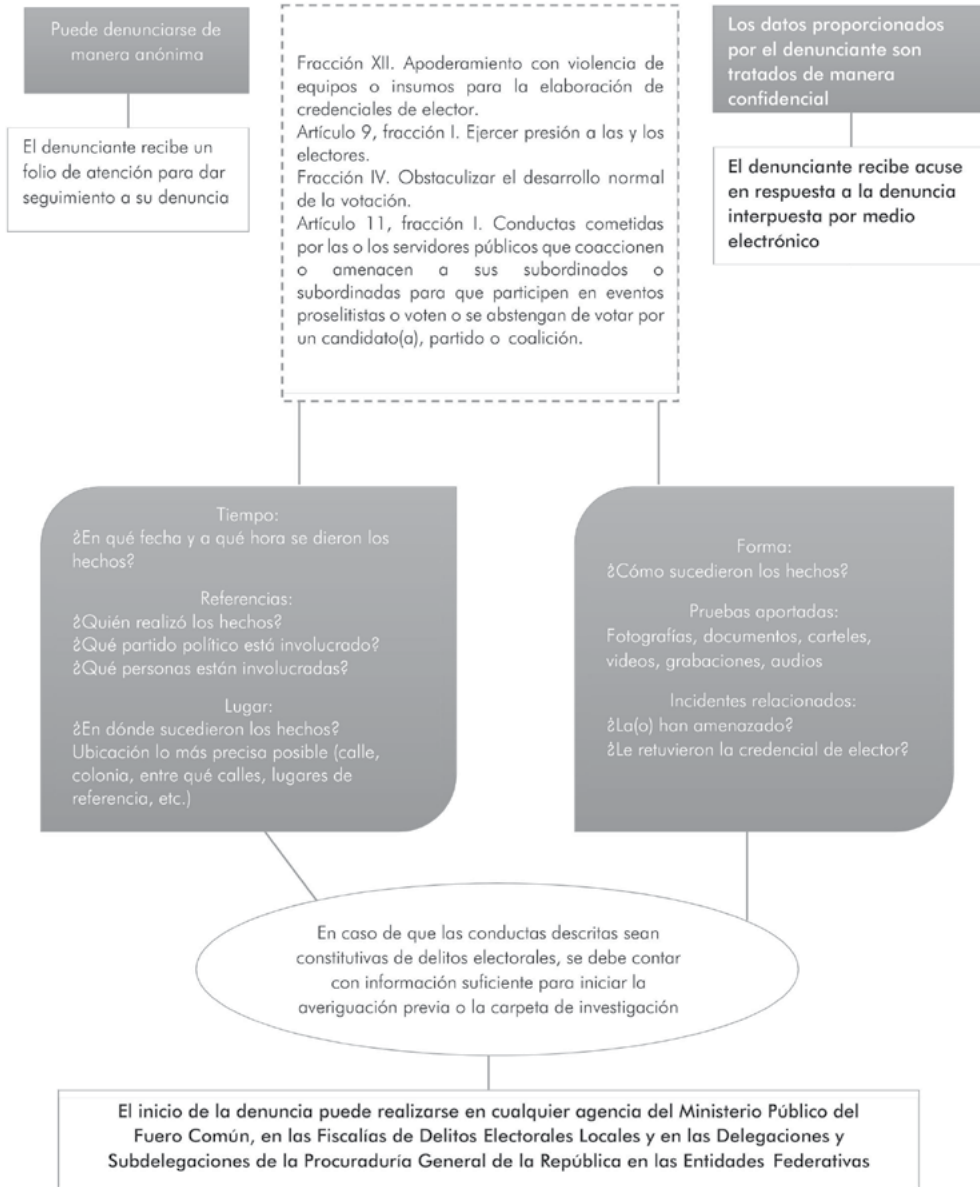 Puede denunciarse de
manera anónima
El denunciante recibe un
folio de atención para dar
seguimiento a su denuncia
Fracción XII. Apoderamiento con violencia de
equipos o insumos para la elaboración de
credenciales de elector.
Artículo 9, fracción I. Ejercer presión a las y los
electores.
Fracción IV. Obstaculizar el desarrollo normal
de la votación.
Artículo 11, fracción I. Conductas cometidas
por las o los servidores públicos que coaccionen
o amenacen a sus subordinados o
subordinadas para que participen en eventos
proselitistas o voten o se abstengan de votar por
un candidato(a), partido o coalición.
Los datos proporcionados
por el denunciante son
tratados de manera
confidencial
El denunciante recibe acuse
en respuesta a la denuncia
interpuesta por medio
electrónico
Tiempo:
¿En qué fecha y a qué hora se dieron los
hechos?
Referencias:
¿Quién realizó los hechos?
¿Qué partido político está involucrado?
¿Qué personas están involucradas?
Lugar:
¿En dónde sucedieron los hechos?
Ubicación lo más precisa posible (calle,
colonia, entre qué calles, lugares de
referencia, etc.)
Forma:
¿Cómo sucedieron los hechos?
Pruebas aportadas:
Fotografías, documentos, carteles,
videos, grabaciones, audios
Incidentes relacionados:
¿La(o) han amenazado?
¿Le retuvieron la credencial de elector?
En caso de que las conductas descritas sean
constitutivas de delitos electorales, se debe contar
con información suficiente para iniciar la
averiguación previa o la carpeta de investigación
El inicio de la denuncia puede realizarse en cualquier agencia del Ministerio Público del
Fuero Común, en las Fiscalías de Delitos Electorales Locales y en las Delegaciones y
Subdelegaciones de la Procuraduría General de la República en las Entidades Federativas